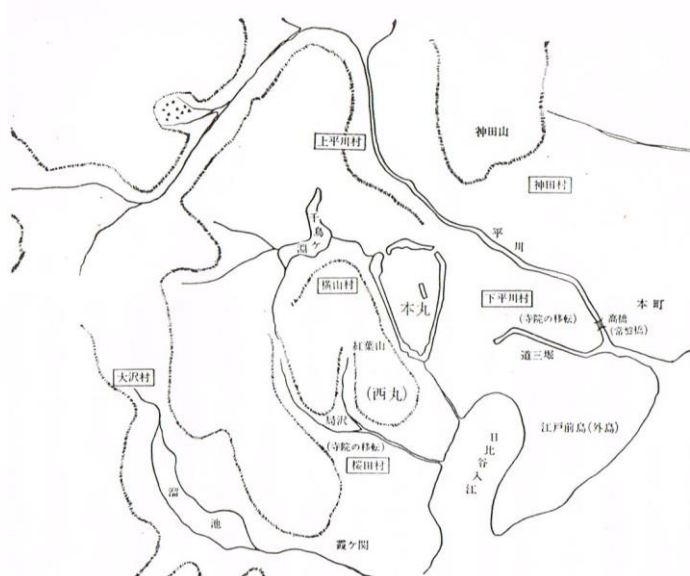 神田山
上平川村
神田村
千鳥ヶ淵
平川
横山村
本丸
下平川村
本町
(寺院の移転)
高橋
(常盤橋)
紅葉山
道三堀
大沢村
(西丸)
局沢
江戸前島(外島)
日比谷入江
(寺院の移転)
桜田村
溜池
霞ヶ関